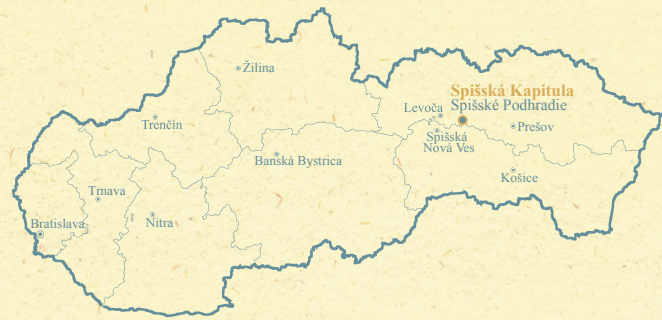 Žilina
Spišská Kapitula
Spišské Podhradie
Levoča
Trenčín
Prešov
Spišská
Nová Ves
Banská Bystrica
Košice
Trnava
Nitra
Bratislava